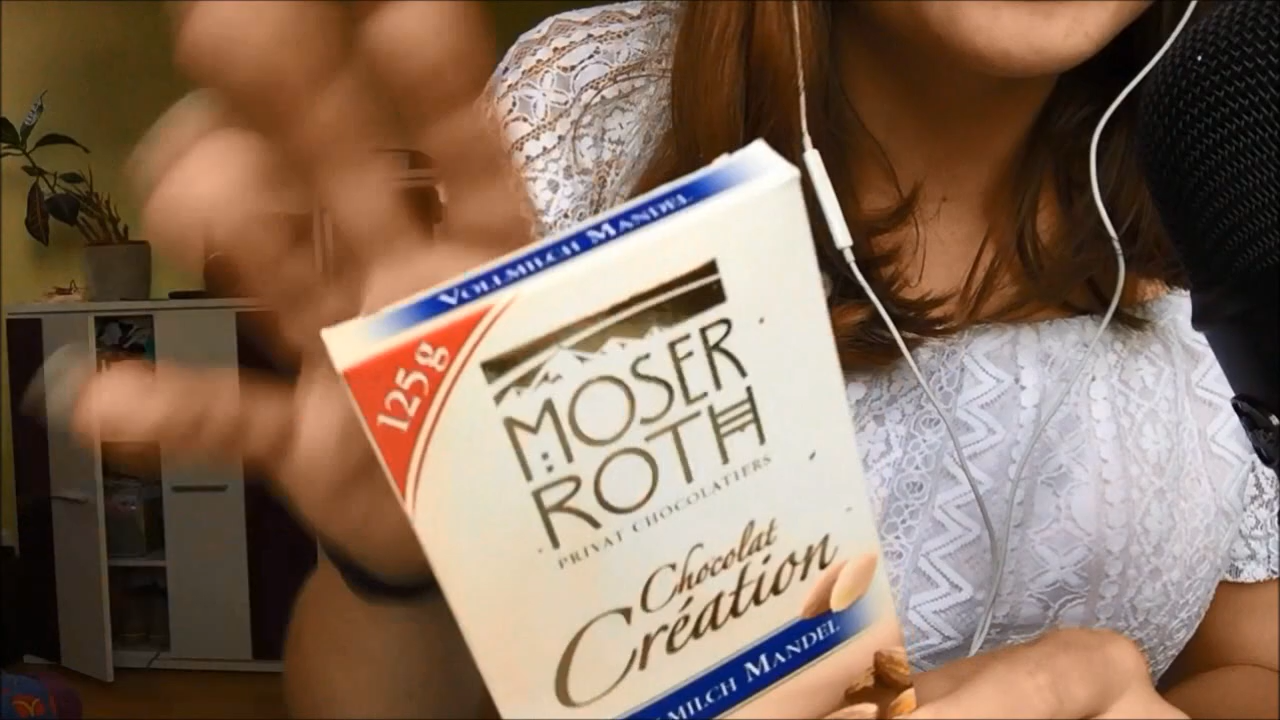 VOLLMILCH MANDEL
125g
MOSER
ROTH
PRIVAT CHOCOLATIERS
Chocolat
Création
MILCH MANDEL